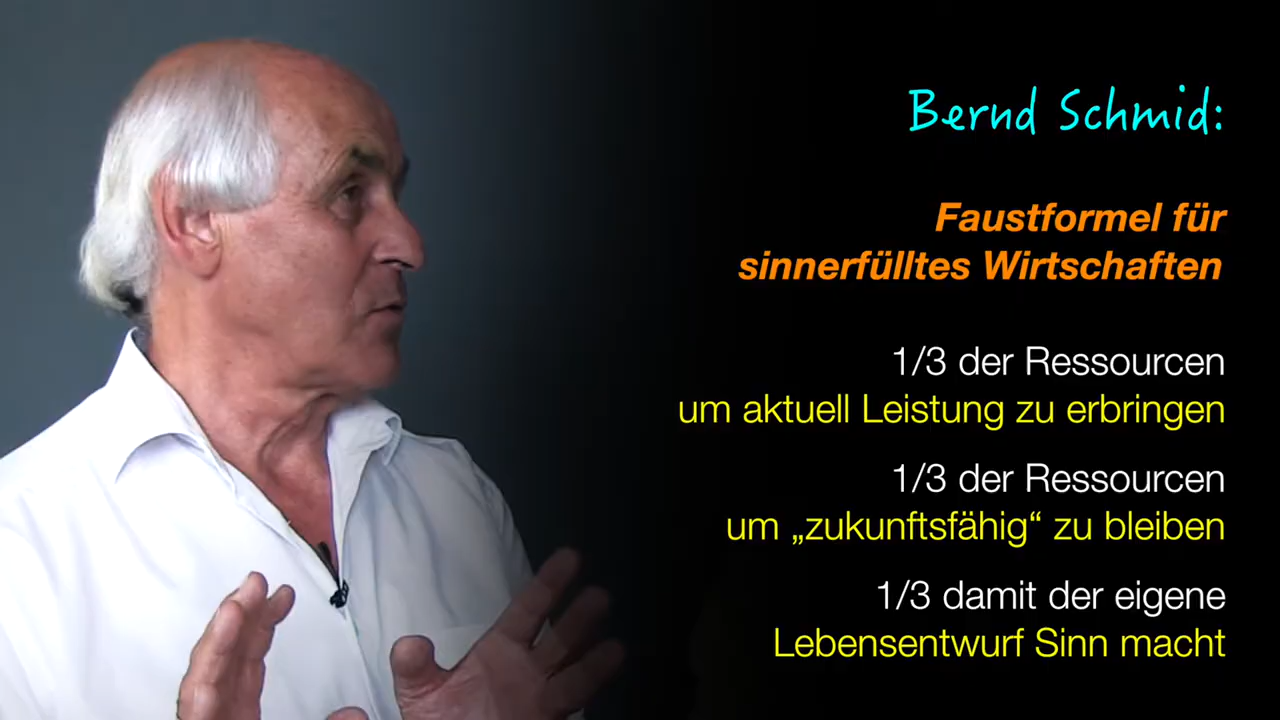 Bernd Schmid:
Faustformel für
sinnerfülltes Wirtschaften
1/3 der Ressourcen
um aktuell Leistung zu erbringen
1/3 der Ressourcen
um „zukunftsfähig“ zu bleiben
1/3 damit der eigene
Lebensentwurf Sinn macht